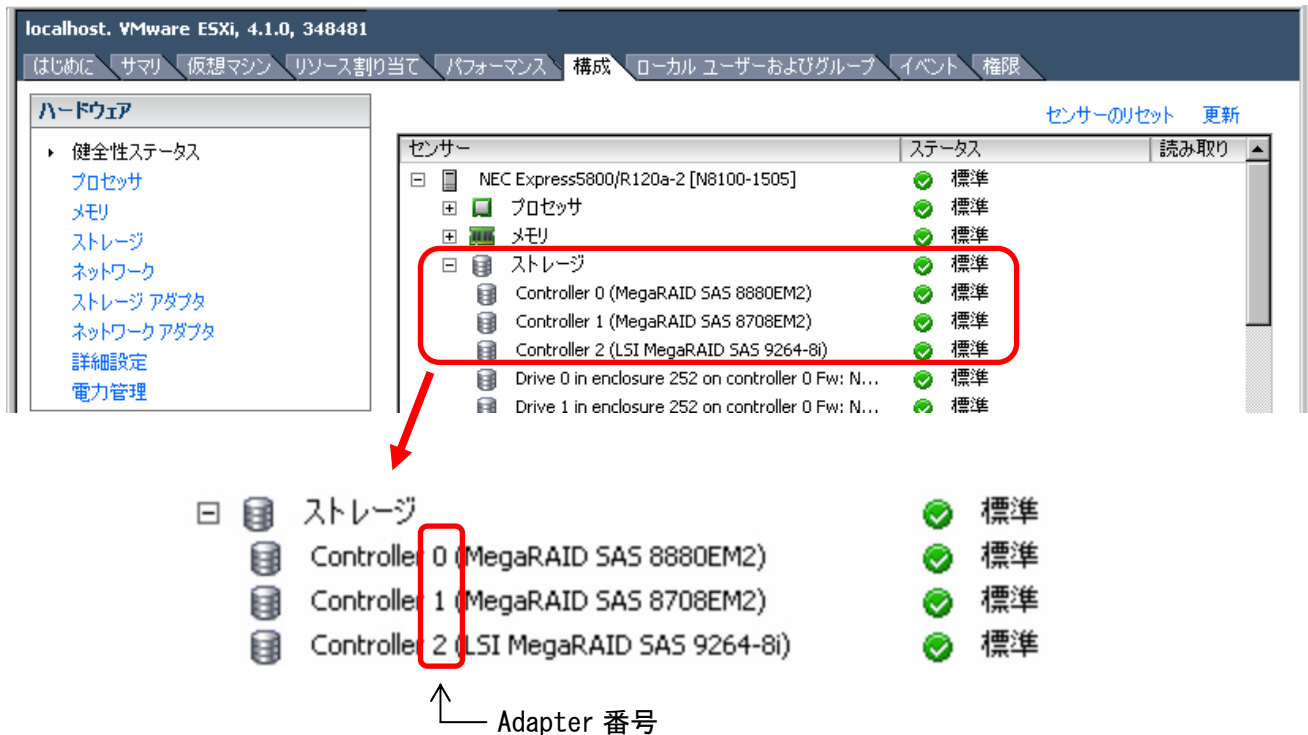 localhost. VMware ESXi, 4.1.0, 348481
はじめに サマリ 仮想マシン リソース割り当て パフォーマンス 構成 ローカル ユーザーおよびグループ イベント 権限
ハードウェア
健全性ステータス
プロセッサ
メモリ
ストレージ
ネットワーク
ストレージ アダプタ
ネットワーク アダプタ
詳細設定
電力管理
センサーのリセット 更新
センサー ステータス 読み取り
NEC Express5800/R120a-2 [N8100-1505] 標準
プロセッサ 標準
メモリ 標準
ストレージ 標準
Controller 0 (MegaRAID SAS 8880EM2) 標準
Controller 1 (MegaRAID SAS 8708EM2) 標準
Controller 2 (LSI MegaRAID SAS 9264-8i) 標準
Drive 0 in enclosure 252 on controller 0 Fw: N... 標準
Drive 1 in enclosure 252 on controller 0 Fw: N... 標準
ストレージ 標準
Controller 0 (MegaRAID SAS 8880EM2) 標準
Controller 1 (MegaRAID SAS 8708EM2) 標準
Controller 2 (LSI MegaRAID SAS 9264-8i) 標準
Adapter 番号